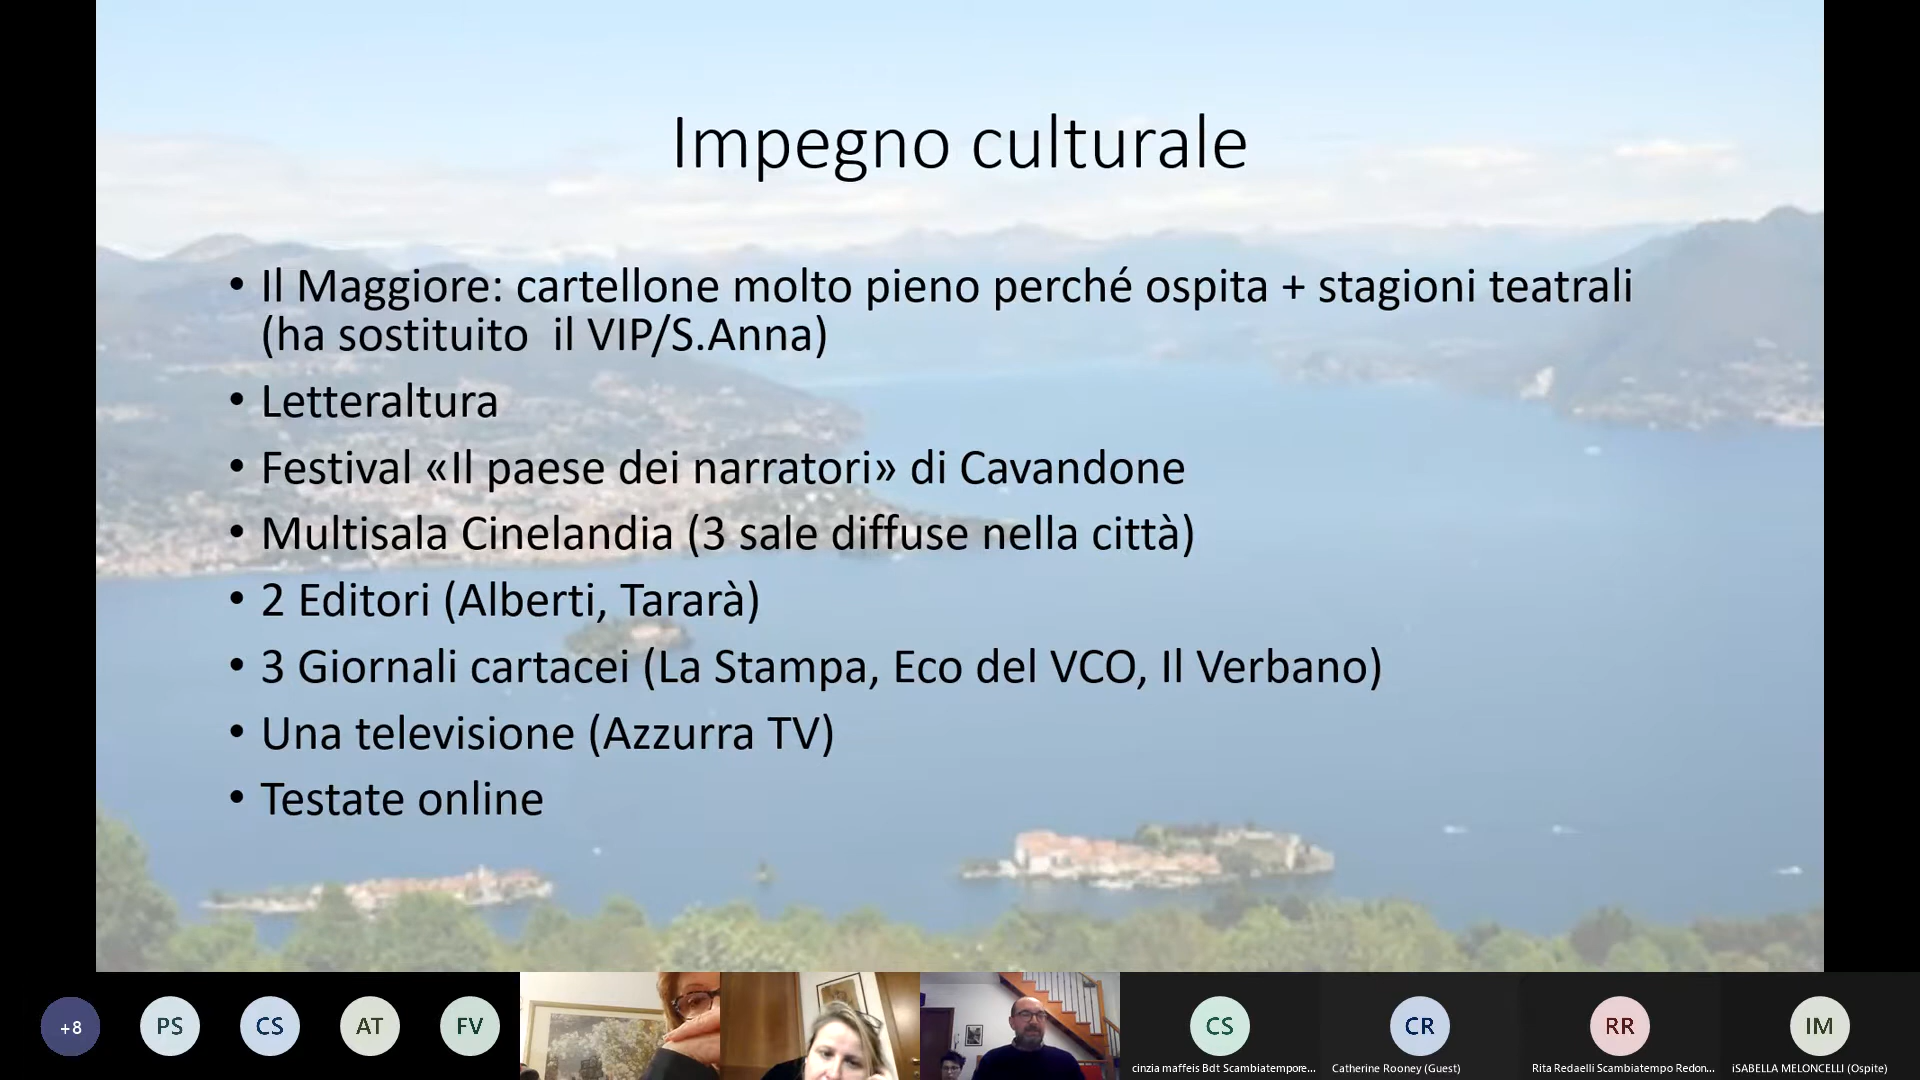 Impegno culturale
• Il Maggiore: cartellone molto pieno perché ospita + stagioni teatrali
(ha sostituito il VIP/S.Anna)
• Letteraltura
• Festival «Il paese dei narratori» di Cavandone
• Multisala Cinelandia (3 sale diffuse nella città)
• 2 Editori (Alberti, Tararà)
• 3 Giornali cartacei (La Stampa, Eco del VCO, Il Verbano)
• Una televisione (Azzurra TV)
• Testate online
+8
PS
CS
AT
FV
CS
CR
RR
IM
cinzia maffeis Bdt Scambiatempore...
Catherine Rooney (Guest)
Rita Redaelli Scambiatempo Redon...
iSABELLA MELONCELLI (Ospite)